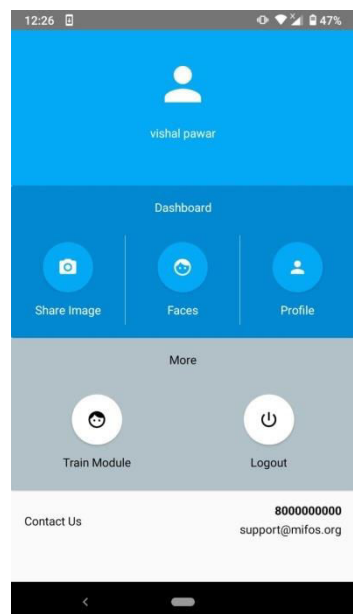 12:26
47%
vishal pawar
Dashboard
Share Image
Faces
Profile
More
Train Module
Logout
Contact Us
8000000000
support@mifos.org